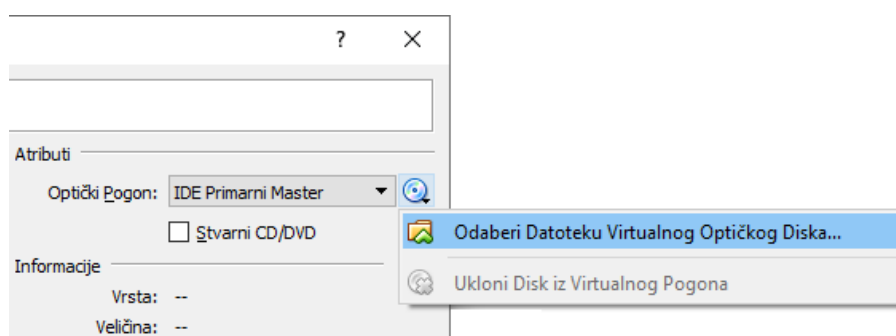 ?
Atributi
Optički Pogon: IDE Primarni Master
Stvarni CD/DVD
Odaberi Datoteku Virtualnog Optičkog Diska...
Informacije
Ukloni Disk iz Virtualnog Pogona
Vrsta: --
Veličina: --